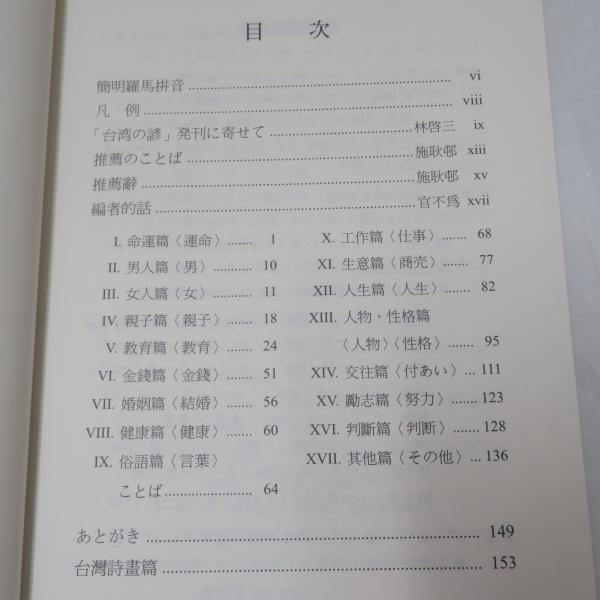 目 次
簡明羅馬拼音 ........ vi
凡 例 ........ viii
「台湾の諺」発刊に寄せて ........ 林啓三 ix
推薦のことば ........ 施耿邨 xiii
推薦辭 ........ 施耿邨 xv
編者的話 ........ 官不爲 xvii
I. 命運篇〈運命〉....... 1
II. 男人篇〈男〉....... 10
III. 女人篇〈女〉....... 11
IV. 親子篇〈親子〉....... 18
V. 教育篇〈教育〉....... 24
VI. 金錢篇〈金錢〉....... 51
VII. 婚姻篇〈結婚〉....... 56
VIII. 健康篇〈健康〉....... 60
IX. 俗語篇〈言葉〉
ことば ........ 64
X. 工作篇〈仕事〉....... 68
XI. 生意篇〈商売〉....... 77
XII. 人生篇〈人生〉....... 82
XIII. 人物、性格篇
〈人物〉〈性格〉....... 95
XIV. 交往篇〈付あい〉... 111
XV. 勵志篇〈努力〉....... 123
XVI. 判斷篇〈判断〉....... 128
XVII. 其他篇〈その他〉... 136
あとがき ........ 149
台灣詩畫篇 ........ 153